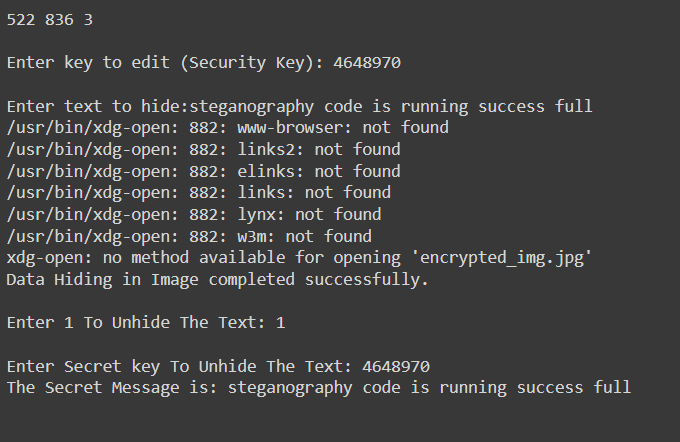 522 836 3
Enter key to edit (Security Key): 4648970
Enter text to hide:steganography code is running success full
/usr/bin/xdg-open: 882: www-browser: not found
/usr/bin/xdg-open: 882: links2: not found
/usr/bin/xdg-open: 882: elinks: not found
/usr/bin/xdg-open: 882: links: not found
/usr/bin/xdg-open: 882: lynx: not found
/usr/bin/xdg-open: 882: w3m: not found
xdg-open: no method available for opening 'encrypted_img.jpg'
Data Hiding in Image completed successfully.
Enter 1 To Unhide The Text: 1
Enter Secret key To Unhide The Text: 4648970
The Secret Message is: steganography code is running success full